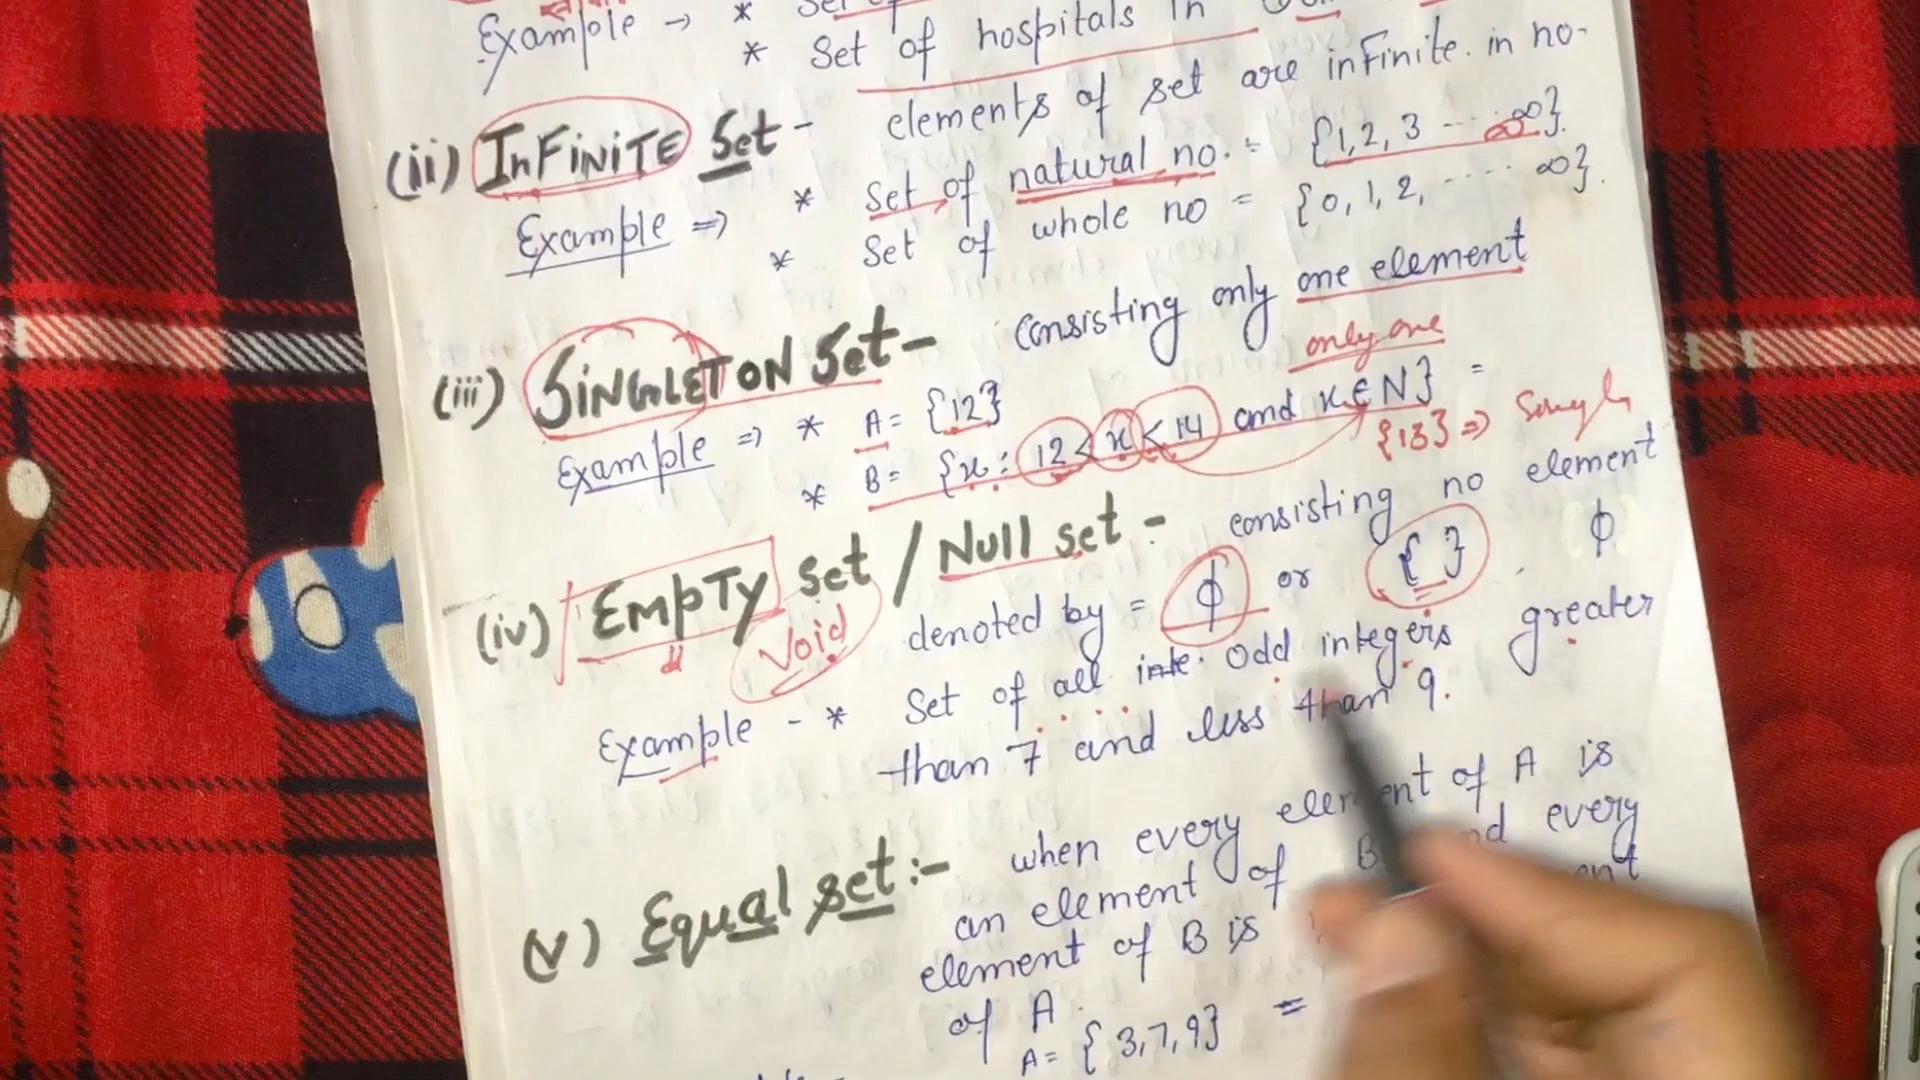 Example → * Set
* Set of hospitals in
(ii) InFiNiTE Set - elements of set are infinite. in no-
Example => * Set of natural no. = {1, 2, 3 --- ∞}.
* Set of whole no = {0, 1, 2, ----- ∞}.
(iii) SiNGLETON Set - Consisting only one element
only one
Example => * A = {12}
* B = {x : 12 < x < 14 and x ∈ N} =
{13} =>
(iv) EmpTy set / Null set - consisting no element
Void
denoted by = ϕ or { } . ϕ
Example - * Set of all inte. Odd integers greater
than 7 and less than 9.
(v) Equal set :- when every element of A is
an element of B and every
element of B is
of A.
A = { 3, 7, 9} =